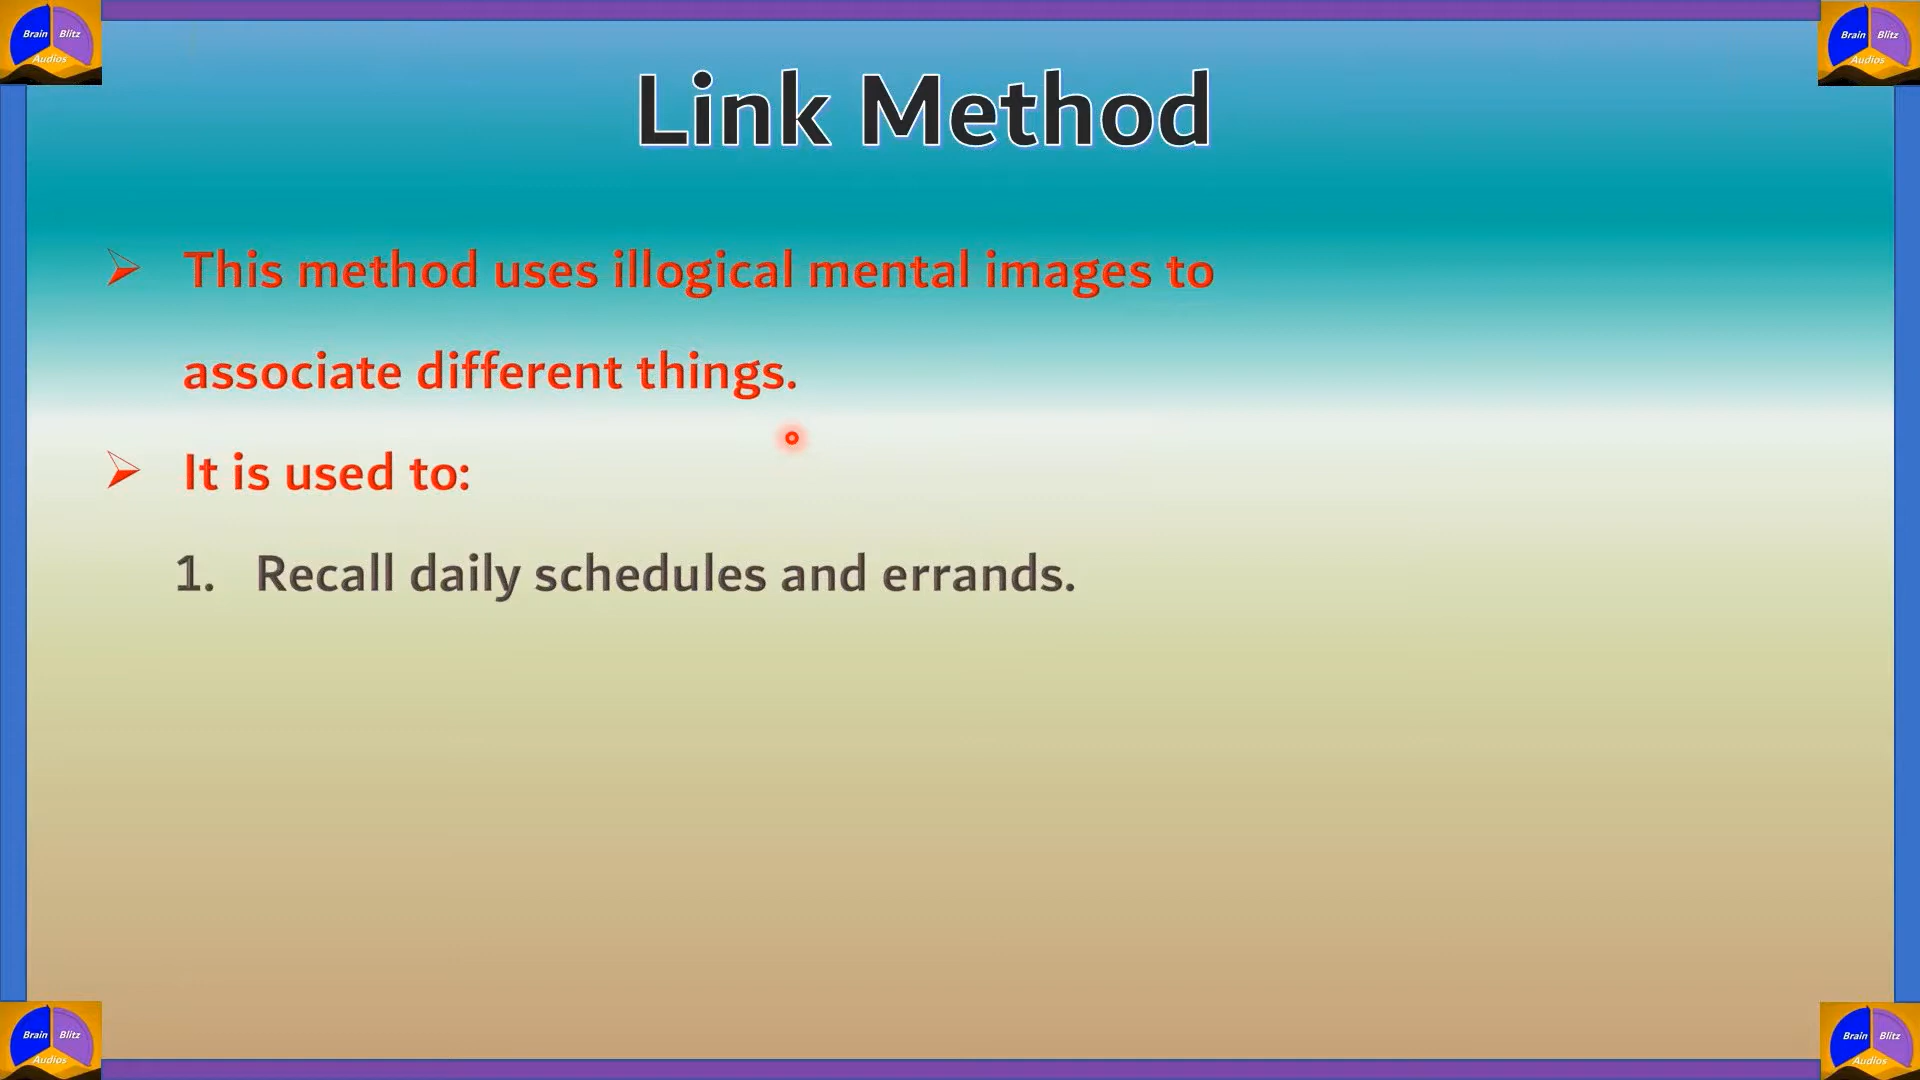 Brain Blitz
Audios
Brain Blitz
Audios
Link Method
This method uses illogical mental images to
associate different things.
It is used to:
1. Recall daily schedules and errands.
Brain Blitz
Audios
Brain Blitz
Audios